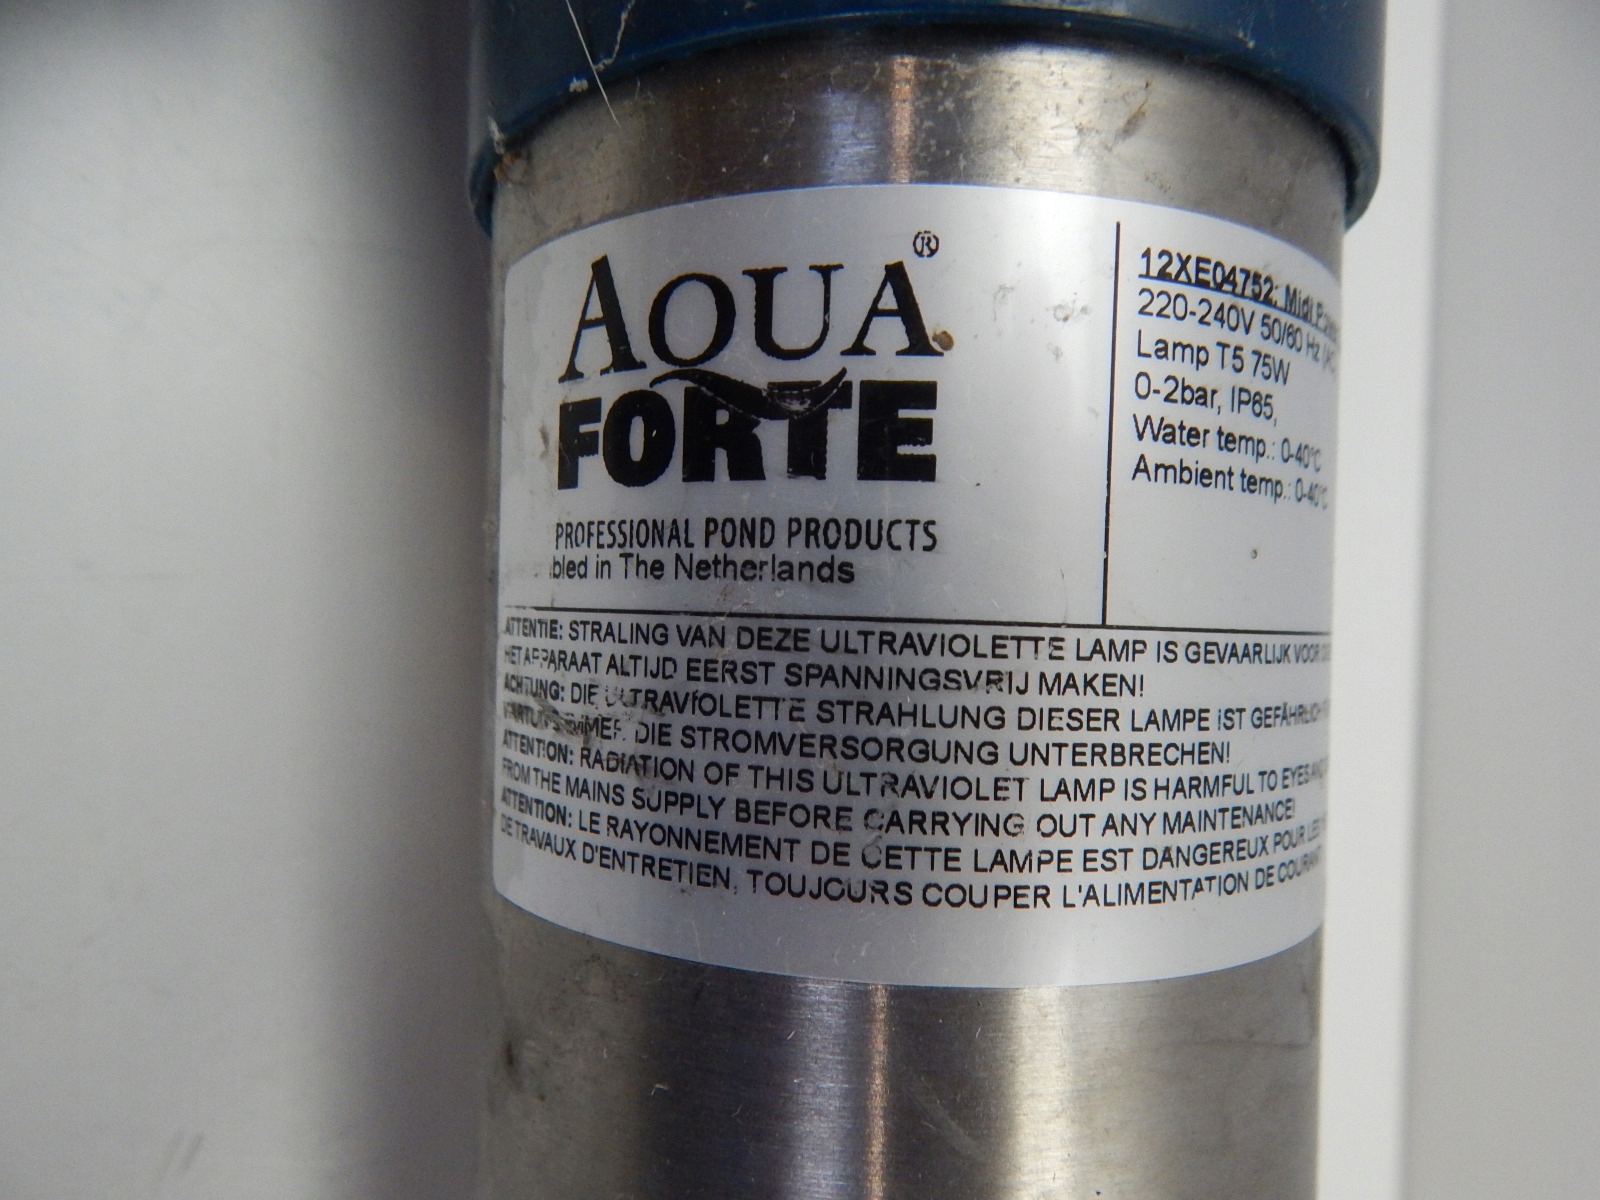 AQUA®
FORTE
PROFESSIONAL POND PRODUCTS
bled in The Netherlands
12XE04752: Midi
220-240V 50/60 Hz
Lamp T5 75W
0-2bar, IP65,
Water temp.: 0-40°C
Ambient temp.: 0-40°C
ATTENTIE: STRALING VAN DEZE ULTRAVIOLETTE LAMP IS GEVAARLIJK VOOR
HET APPARAAT ALTIJD EERST SPANNINGSVRIJ MAKEN!
ACHTUNG: DIE ULTRAVIOLETTE STRAHLUNG DIESER LAMPE IST GEFÄHRLICH
IMMER DIE STROMVERSORGUNG UNTERBRECHEN!
ATTENTION: RADIATION OF THIS ULTRAVIOLET LAMP IS HARMFUL TO EYES AND
FROM THE MAINS SUPPLY BEFORE CARRYING OUT ANY MAINTENANCE!
ATTENTION: LE RAYONNEMENT DE CETTE LAMPE EST DANGEREUX POUR LES
DE TRAVAUX D'ENTRETIEN, TOUJOURS COUPER L'ALIMENTATION DE COURANT